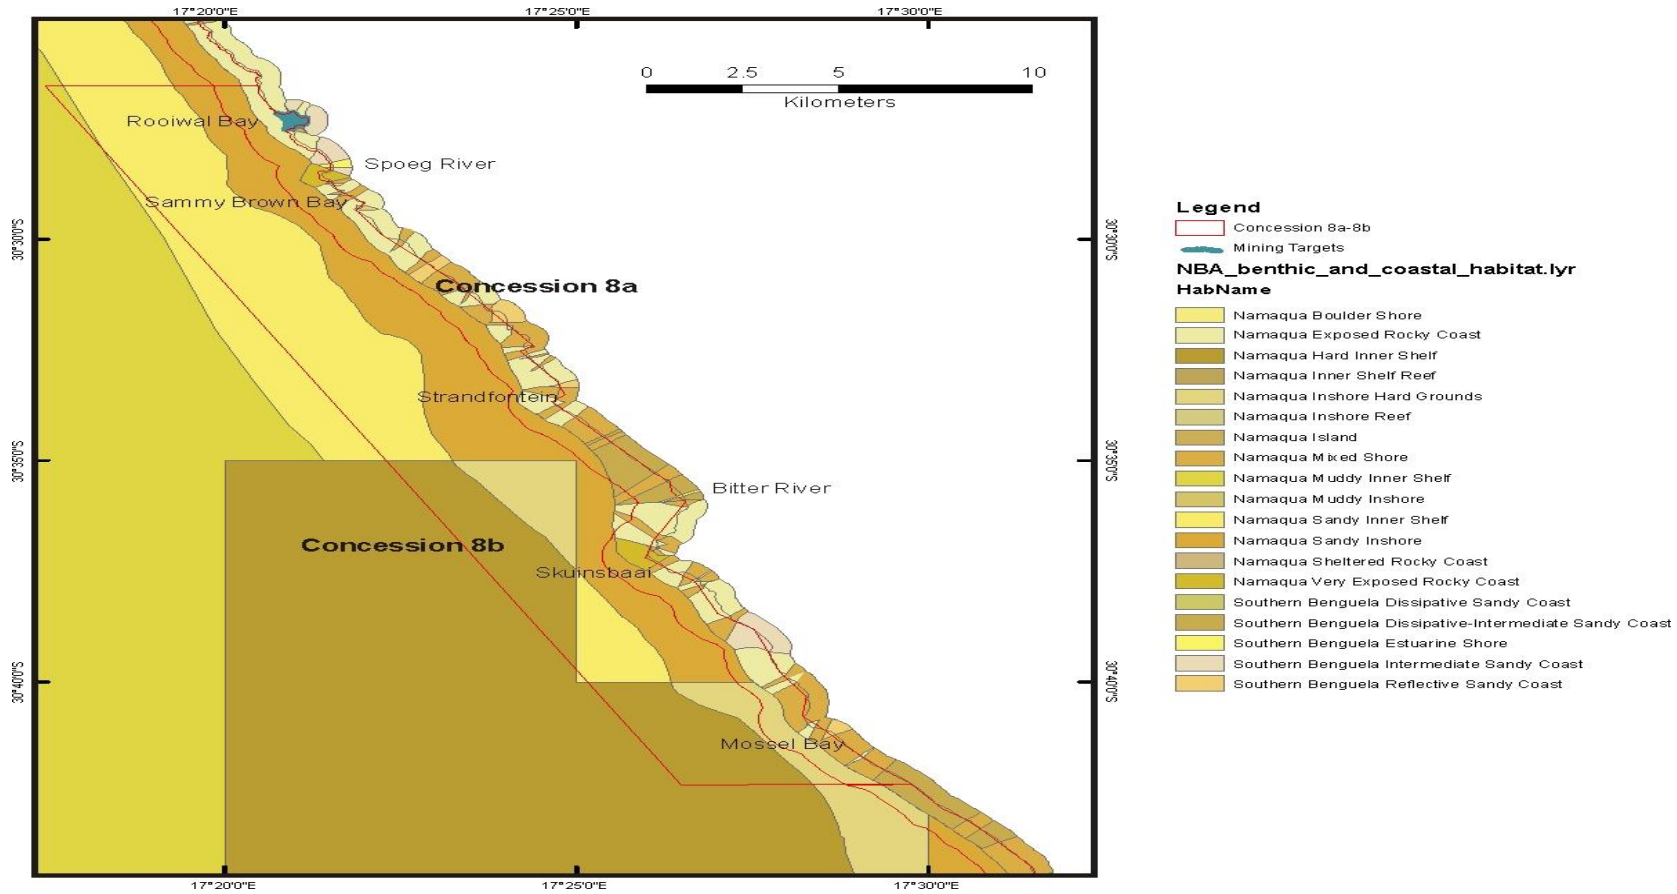 17°20'0"E 17°25'0"E 17°30'0"E
0 2.5 5 10
Kilometers
Rooiwal Bay
Spoeg River
Sammy Brown Bay
30°30'0"S 30°30'0"S
Concession 8a
Strandfontein
30°35'0"S 30°35'0"S
Bitter River
Concession 8b
Skuinsbaai
30°40'0"S 30°40'0"S
Mossel Bay
17°20'0"E 17°25'0"E 17°30'0"E
Legend
Concession 8a-8b
Mining Targets
NBA_benthic_and_coastal_habitat.lyr
HabName
Namaqua Boulder Shore
Namaqua Exposed Rocky Coast
Namaqua Hard Inner Shelf
Namaqua Inner Shelf Reef
Namaqua Inshore Hard Grounds
Namaqua Inshore Reef
Namaqua Island
Namaqua Mixed Shore
Namaqua Muddy Inner Shelf
Namaqua Muddy Inshore
Namaqua Sandy Inner Shelf
Namaqua Sandy Inshore
Namaqua Sheltered Rocky Coast
Namaqua Very Exposed Rocky Coast
Southern Benguela Dissipative Sandy Coast
Southern Benguela Dissipative-Intermediate Sandy Coast
Southern Benguela Estuarine Shore
Southern Benguela Intermediate Sandy Coast
Southern Benguela Reflective Sandy Coast